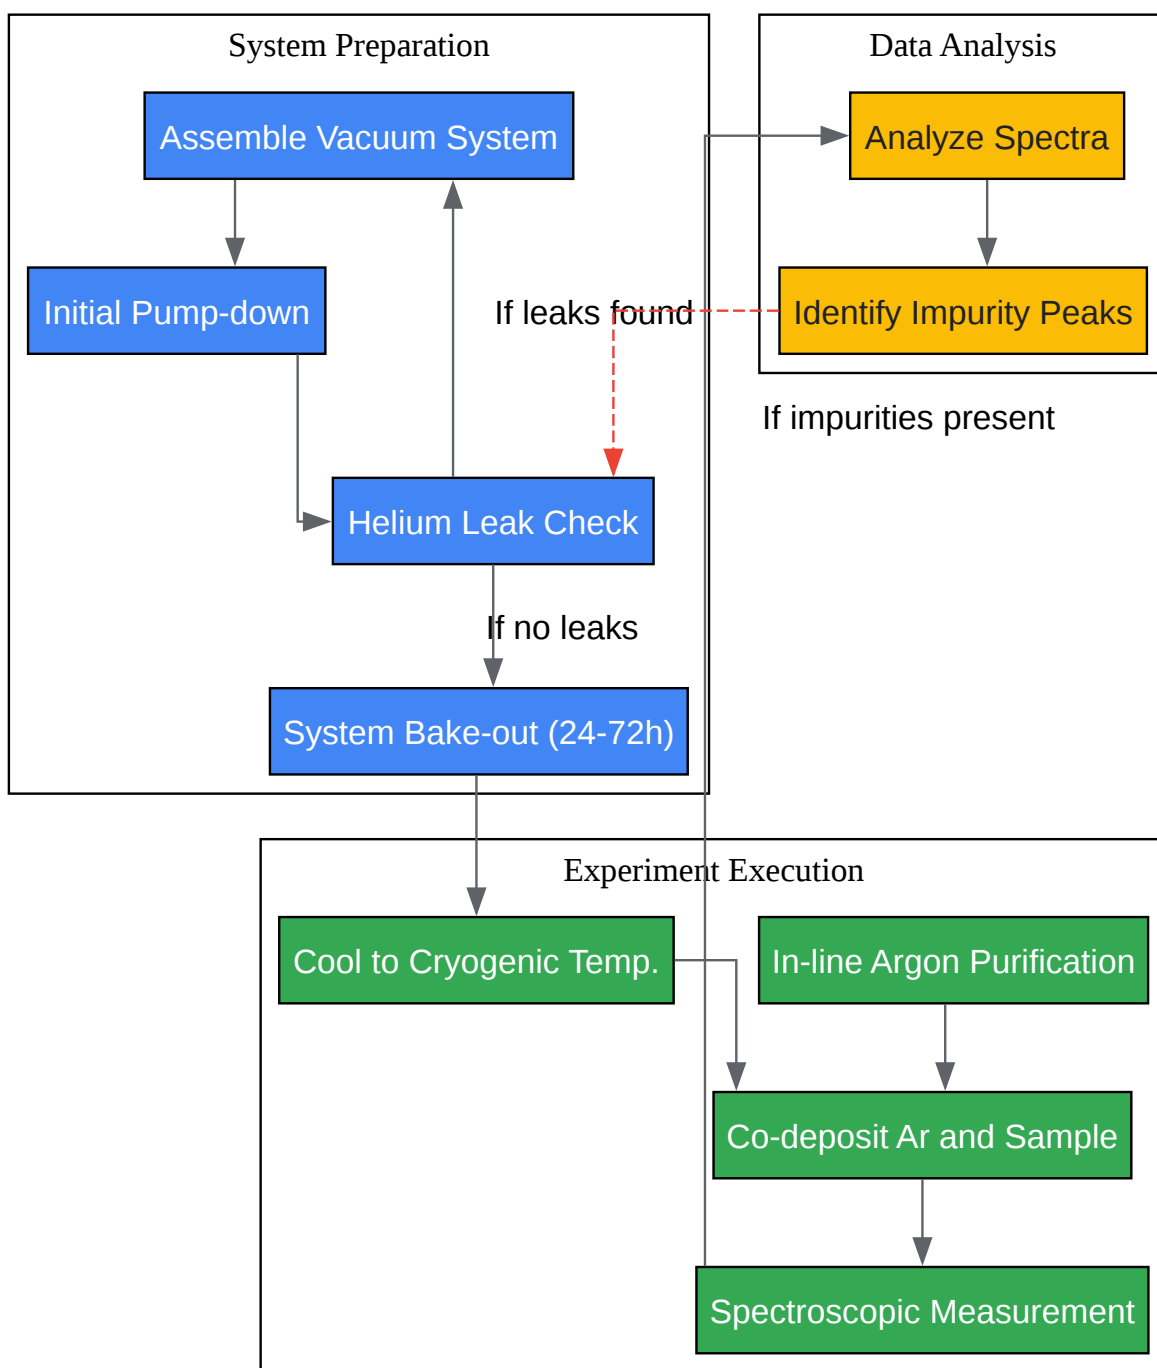 System Preparation
Assemble Vacuum System
Initial Pump-down
If leaks found
Helium Leak Check
If no leaks
System Bake-out (24-72h)
Data Analysis
Analyze Spectra
Identify Impurity Peaks
If impurities present
Experiment Execution
Cool to Cryogenic Temp.
In-line Argon Purification
Co-deposit Ar and Sample
Spectroscopic Measurement